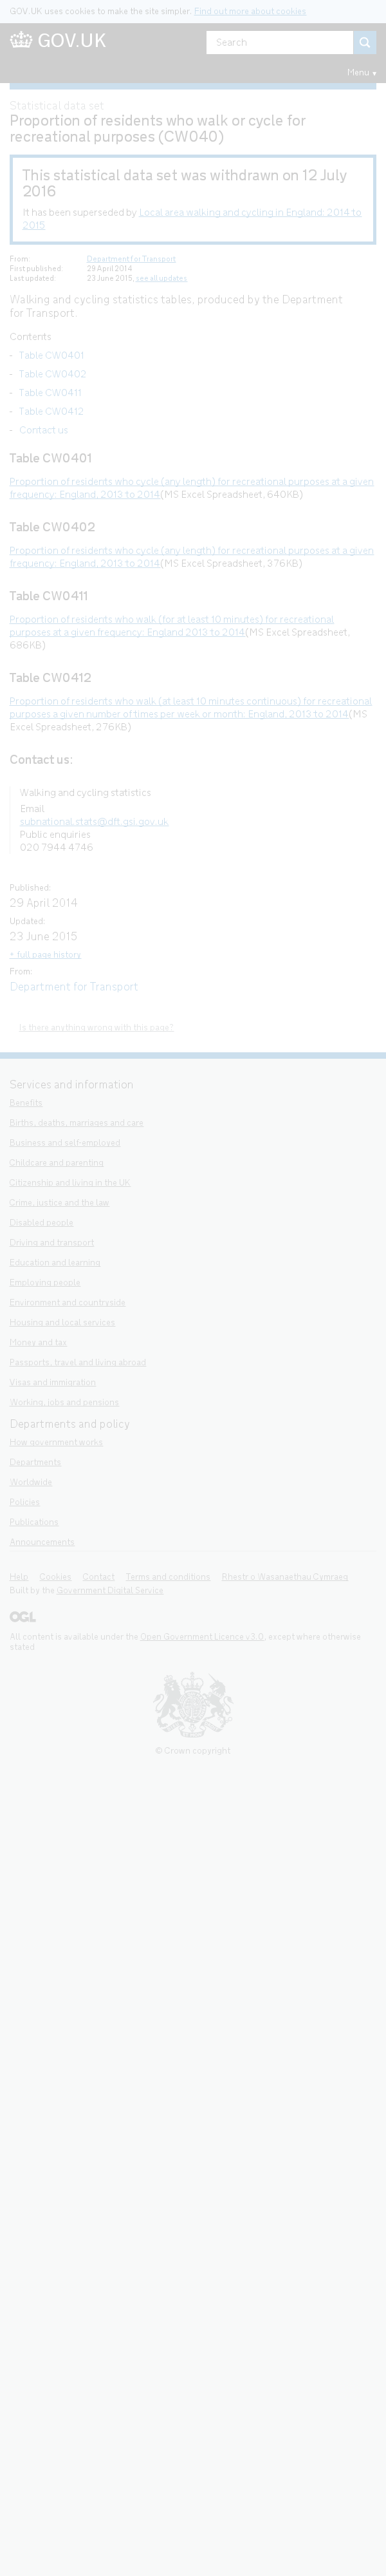 GOV.UK uses cookies to make the site simpler. Find out more about cookies
GOV.UK
Search
Menu ▾
Statistical data set
Proportion of residents who walk or cycle for
recreational purposes (CW040)
This statistical data set was withdrawn on 12 July
2016
It has been superseded by Local area walking and cycling in England: 2014 to
2015
From: Department for Transport
First published: 29 April 2014
Last updated: 23 June 2015, see all updates
Walking and cycling statistics tables, produced by the Department
for Transport.
Contents
- Table CW0401
- Table CW0402
- Table CW0411
- Table CW0412
- Contact us
Table CW0401
Proportion of residents who cycle (any length) for recreational purposes at a given
frequency: England, 2013 to 2014(MS Excel Spreadsheet, 640KB)
Table CW0402
Proportion of residents who cycle (any length) for recreational purposes at a given
frequency: England, 2013 to 2014(MS Excel Spreadsheet, 376KB)
Table CW0411
Proportion of residents who walk (for at least 10 minutes) for recreational
purposes at a given frequency: England 2013 to 2014(MS Excel Spreadsheet,
686KB)
Table CW0412
Proportion of residents who walk (at least 10 minutes continuous) for recreational
purposes a given number of times per week or month: England, 2013 to 2014(MS
Excel Spreadsheet, 276KB)
Contact us:
Walking and cycling statistics
Email
subnational.stats@dft.gsi.gov.uk
Public enquiries
020 7944 4746
Published:
29 April 2014
Updated:
23 June 2015
+ full page history
From:
Department for Transport
Is there anything wrong with this page?
Services and information
Benefits
Births, deaths, marriages and care
Business and self-employed
Childcare and parenting
Citizenship and living in the UK
Crime, justice and the law
Disabled people
Driving and transport
Education and learning
Employing people
Environment and countryside
Housing and local services
Money and tax
Passports, travel and living abroad
Visas and immigration
Working, jobs and pensions
Departments and policy
How government works
Departments
Worldwide
Policies
Publications
Announcements
Help Cookies Contact Terms and conditions Rhestr o Wasanaethau Cymraeg
Built by the Government Digital Service
OGL
All content is available under the Open Government Licence v3.0, except where otherwise
stated
© Crown copyright